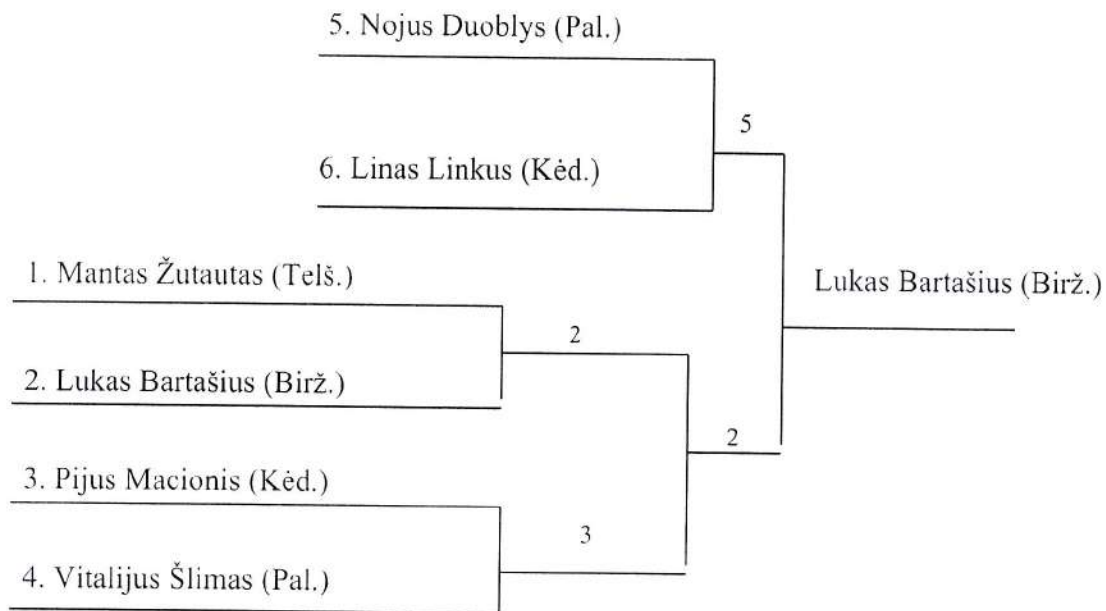 5. Nojus Duoblys (Pal.)
5
6. Linas Linkus (Kėd.)
1. Mantas Žutautas (Telš.)
Lukas Bartašius (Birž.)
2
2. Lukas Bartašius (Birž.)
2
3. Pijus Macionis (Kėd.)
3
4. Vitalijus Šlimas (Pal.)